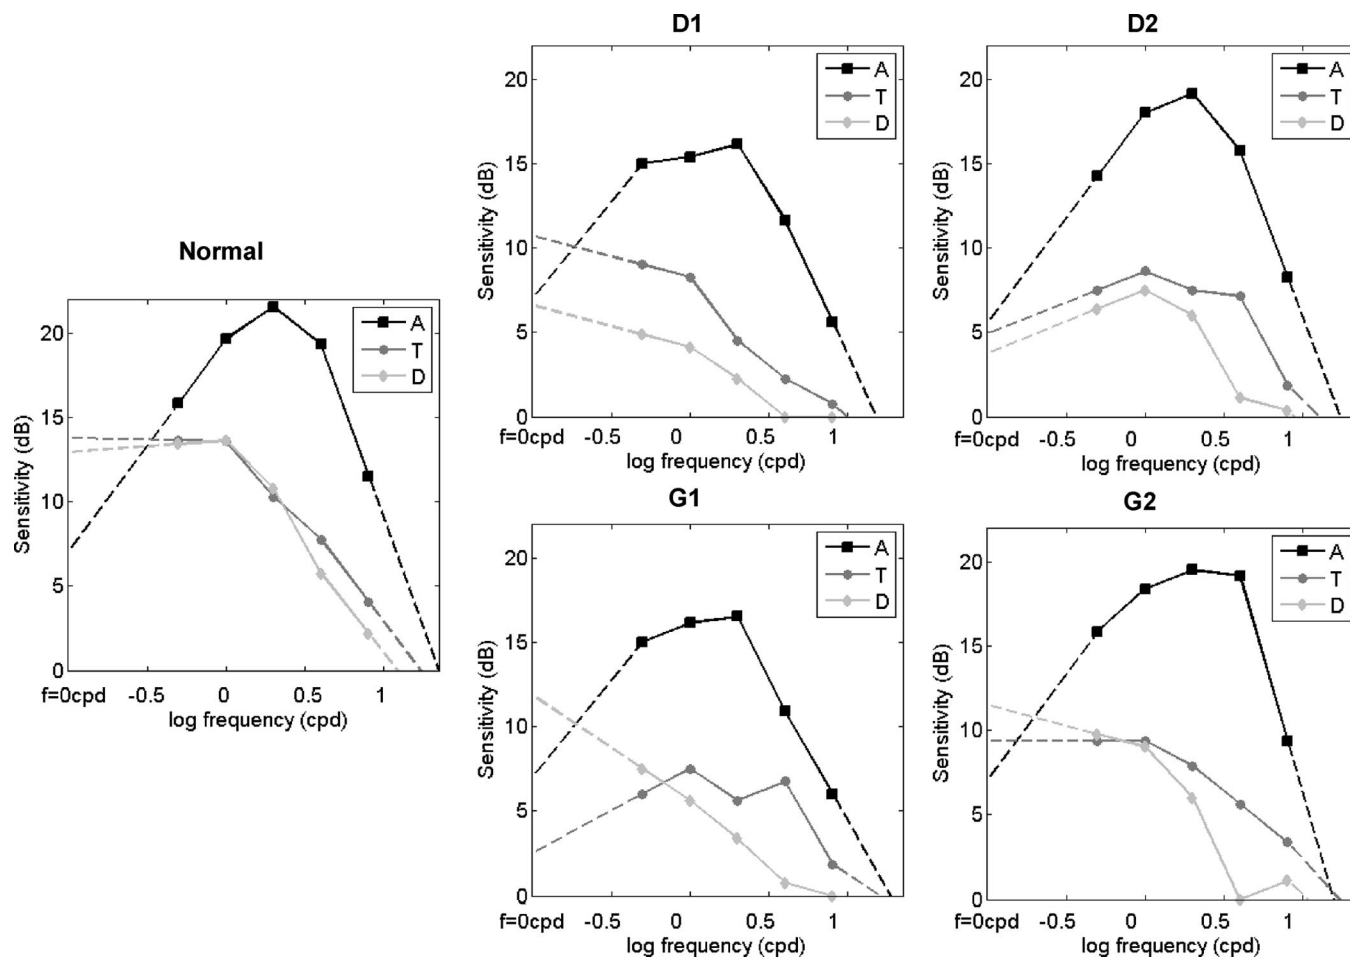 Normal
Sensitivity (dB)
20
15
10
5
0
A
T
D
f=0cpd -0.5 0 0.5 1
log frequency (cpd)
D1
Sensitivity (dB)
20
15
10
5
0
A
T
D
f=0cpd -0.5 0 0.5 1
log frequency (cpd)
D2
Sensitivity (dB)
20
15
10
5
0
A
T
D
f=0cpd -0.5 0 0.5 1
log frequency (cpd)
G1
Sensitivity (dB)
20
15
10
5
0
A
T
D
f=0cpd -0.5 0 0.5 1
log frequency (cpd)
G2
Sensitivity (dB)
20
15
10
5
0
A
T
D
f=0cpd -0.5 0 0.5 1
log frequency (cpd)